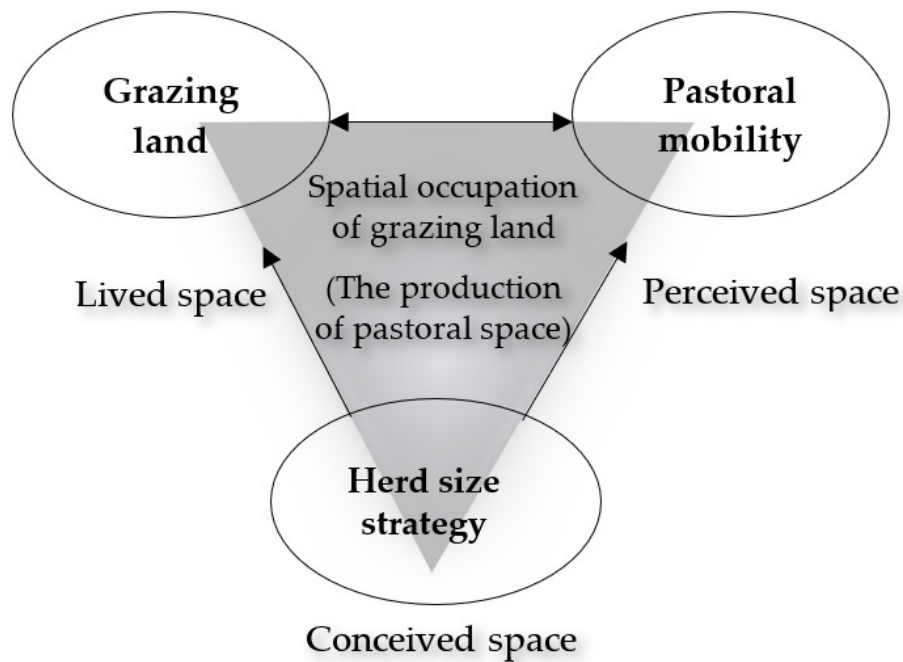 Grazing
land
Pastoral
mobility
Spatial occupation
of grazing land
(The production
of pastoral space)
Lived space
Perceived space
Herd size
strategy
Conceived space